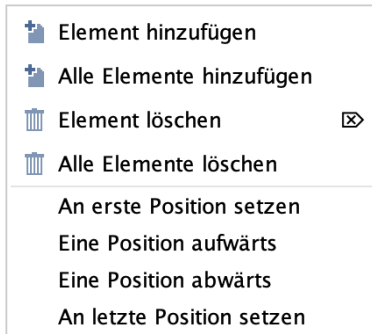 Element hinzufügen
Alle Elemente hinzufügen
Element löschen
Alle Elemente löschen
An erste Position setzen
Eine Position aufwärts
Eine Position abwärts
An letzte Position setzen